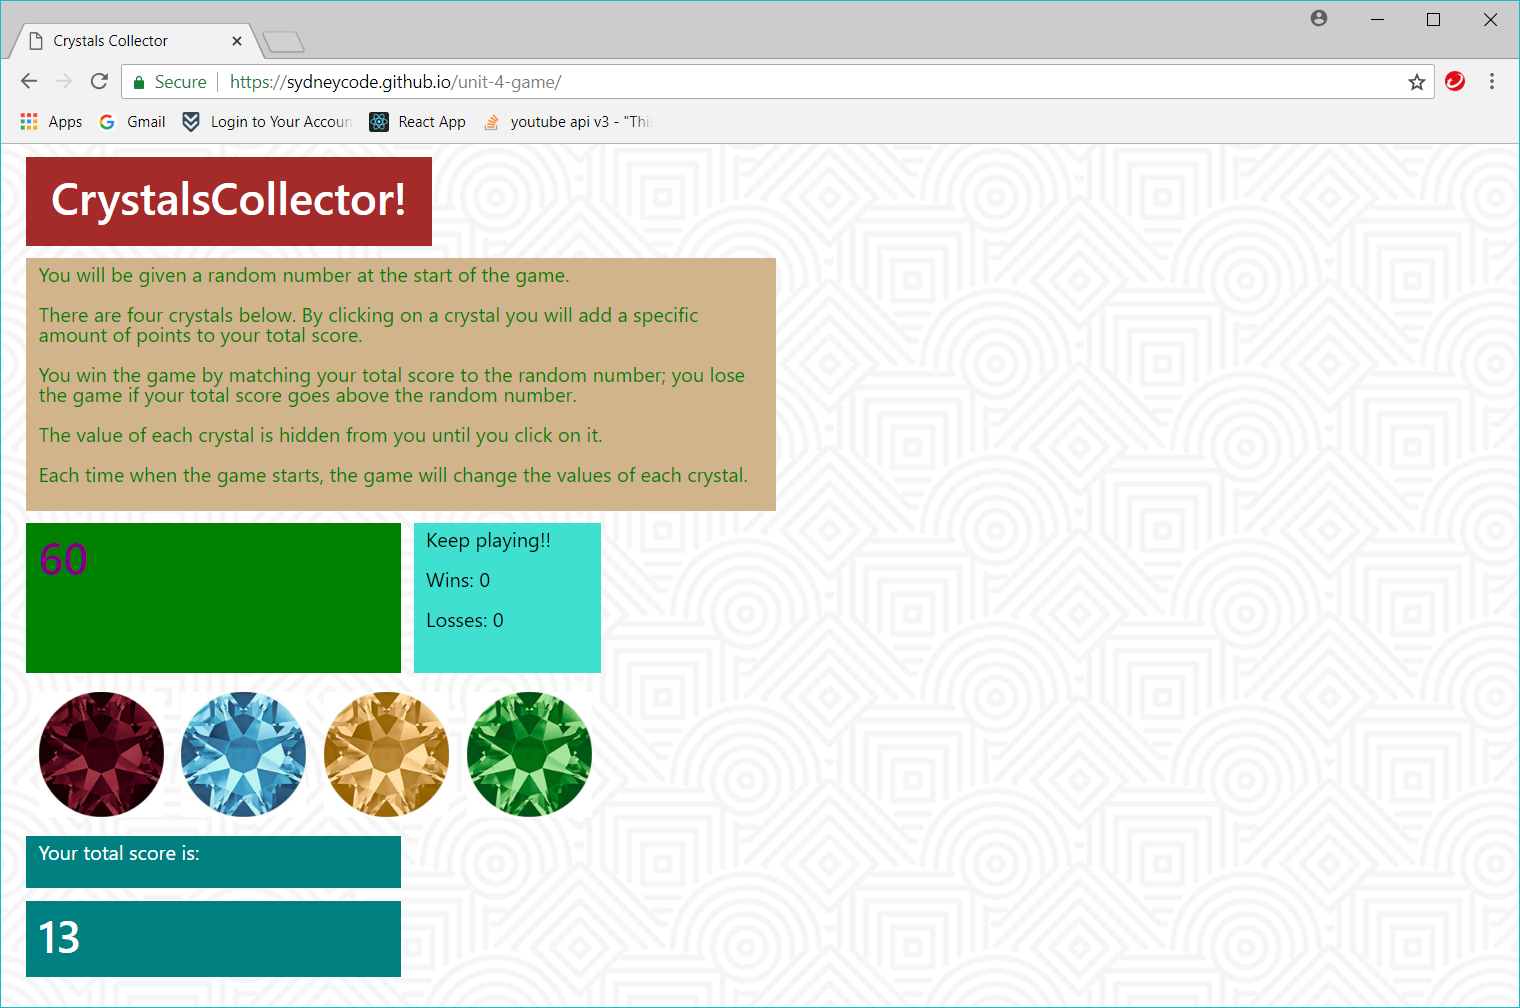 Crystals Collector
Secure https://sydneycode.github.io/unit-4-game/
Apps Gmail Login to Your Accoun React App youtube api v3 - "This
CrystalsCollector!
You will be given a random number at the start of the game.
There are four crystals below. By clicking on a crystal you will add a specific
amount of points to your total score.
You win the game by matching your total score to the random number; you lose
the game if your total score goes above the random number.
The value of each crystal is hidden from you until you click on it.
Each time when the game starts, the game will change the values of each crystal.
60
Keep playing!!
Wins: 0
Losses: 0
Your total score is:
13